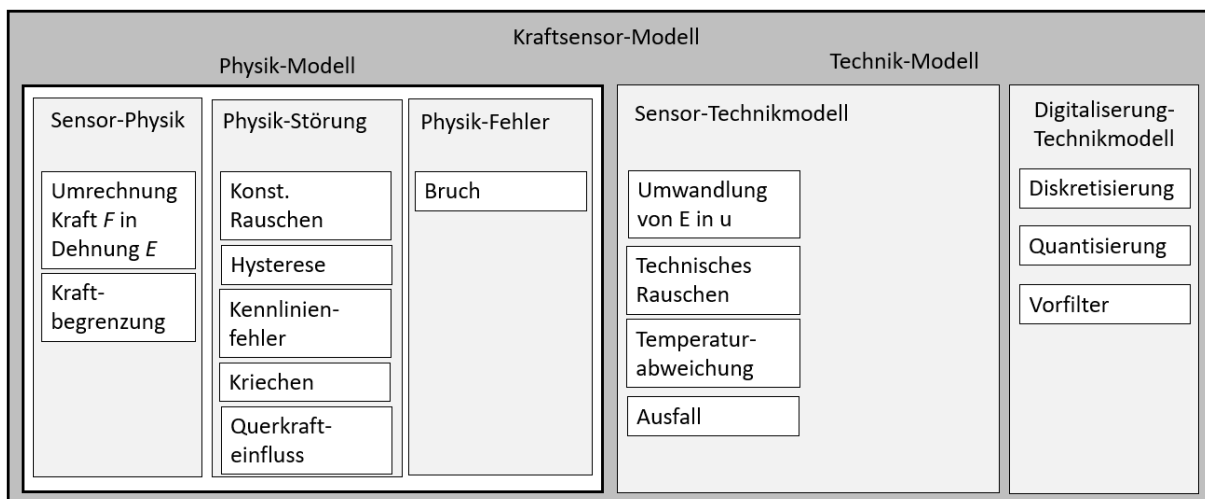 Kraftsensor-Modell
Physik-Modell
Technik-Modell
Sensor-Physik
Umrechnung
Kraft F in
Dehnung E
Kraft-
begrenzung
Physik-Störung
Konst.
Rauschen
Hysterese
Kennlinien-
fehler
Kriechen
Querkraft-
einfluss
Physik-Fehler
Bruch
Sensor-Technikmodell
Umwandlung
von E in u
Technisches
Rauschen
Temperatur-
abweichung
Ausfall
Digitaliserung-
Technikmodell
Diskretisierung
Quantisierung
Vorfilter